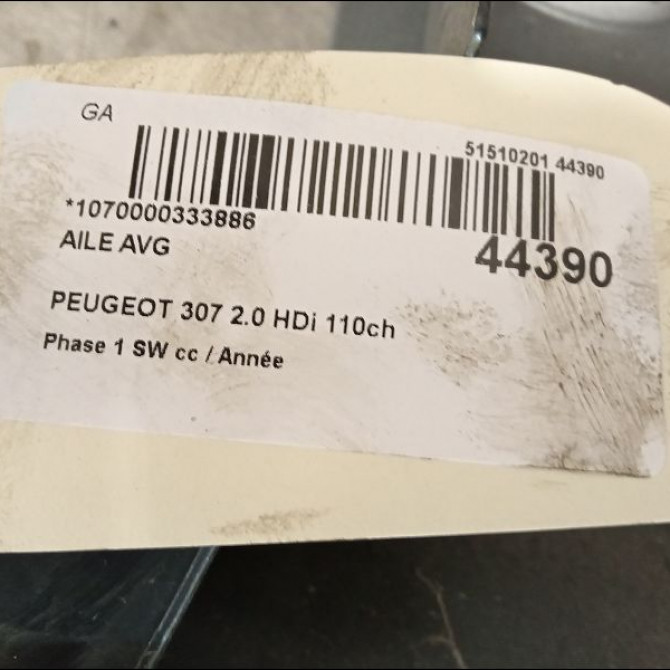 GA
51510201 44390
*1070000333886
44390
AILE AVG
PEUGEOT 307 2.0 HDi 110ch
Phase 1 SW cc / Année